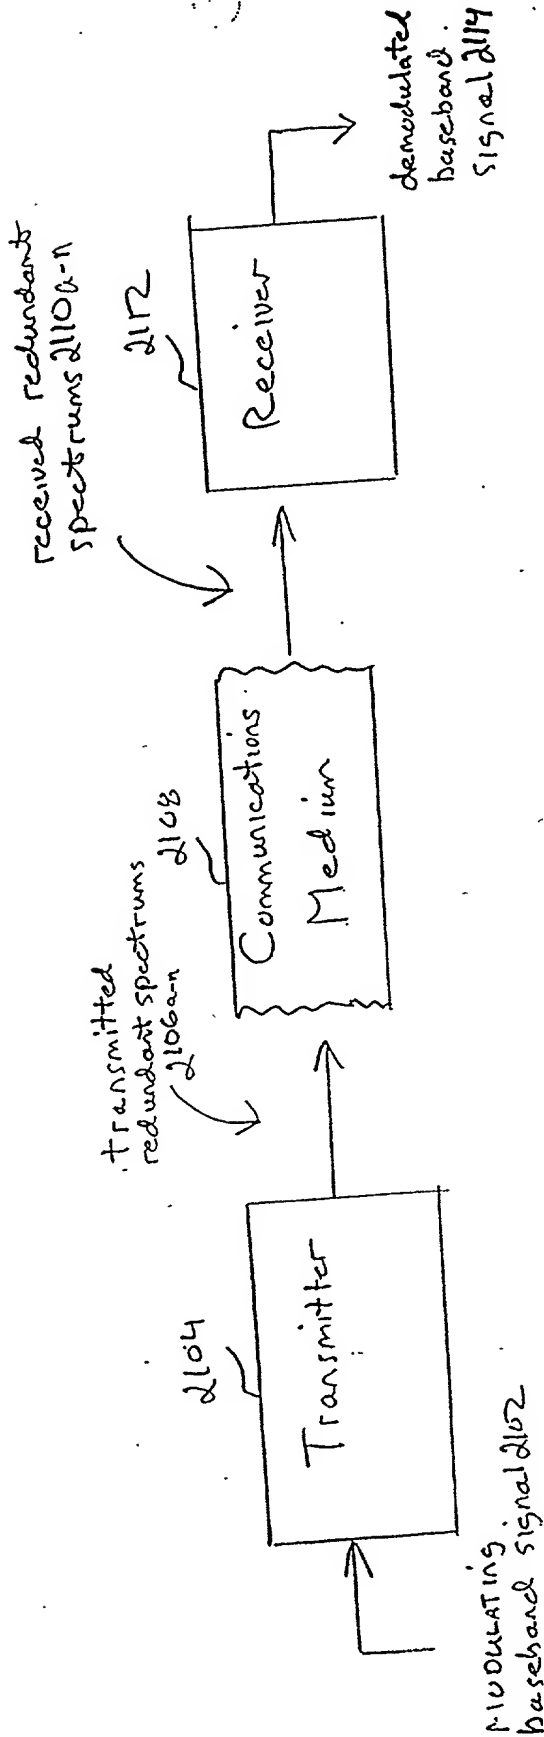 MODULATING
baseband signal 2102
2104
Transmitter
transmitted
redundant spectrums
2106a-n
2108
Communications
Medium
received redundant
spectrums 2110a-n
2112
Receiver
demodulated
baseband
signal 2114